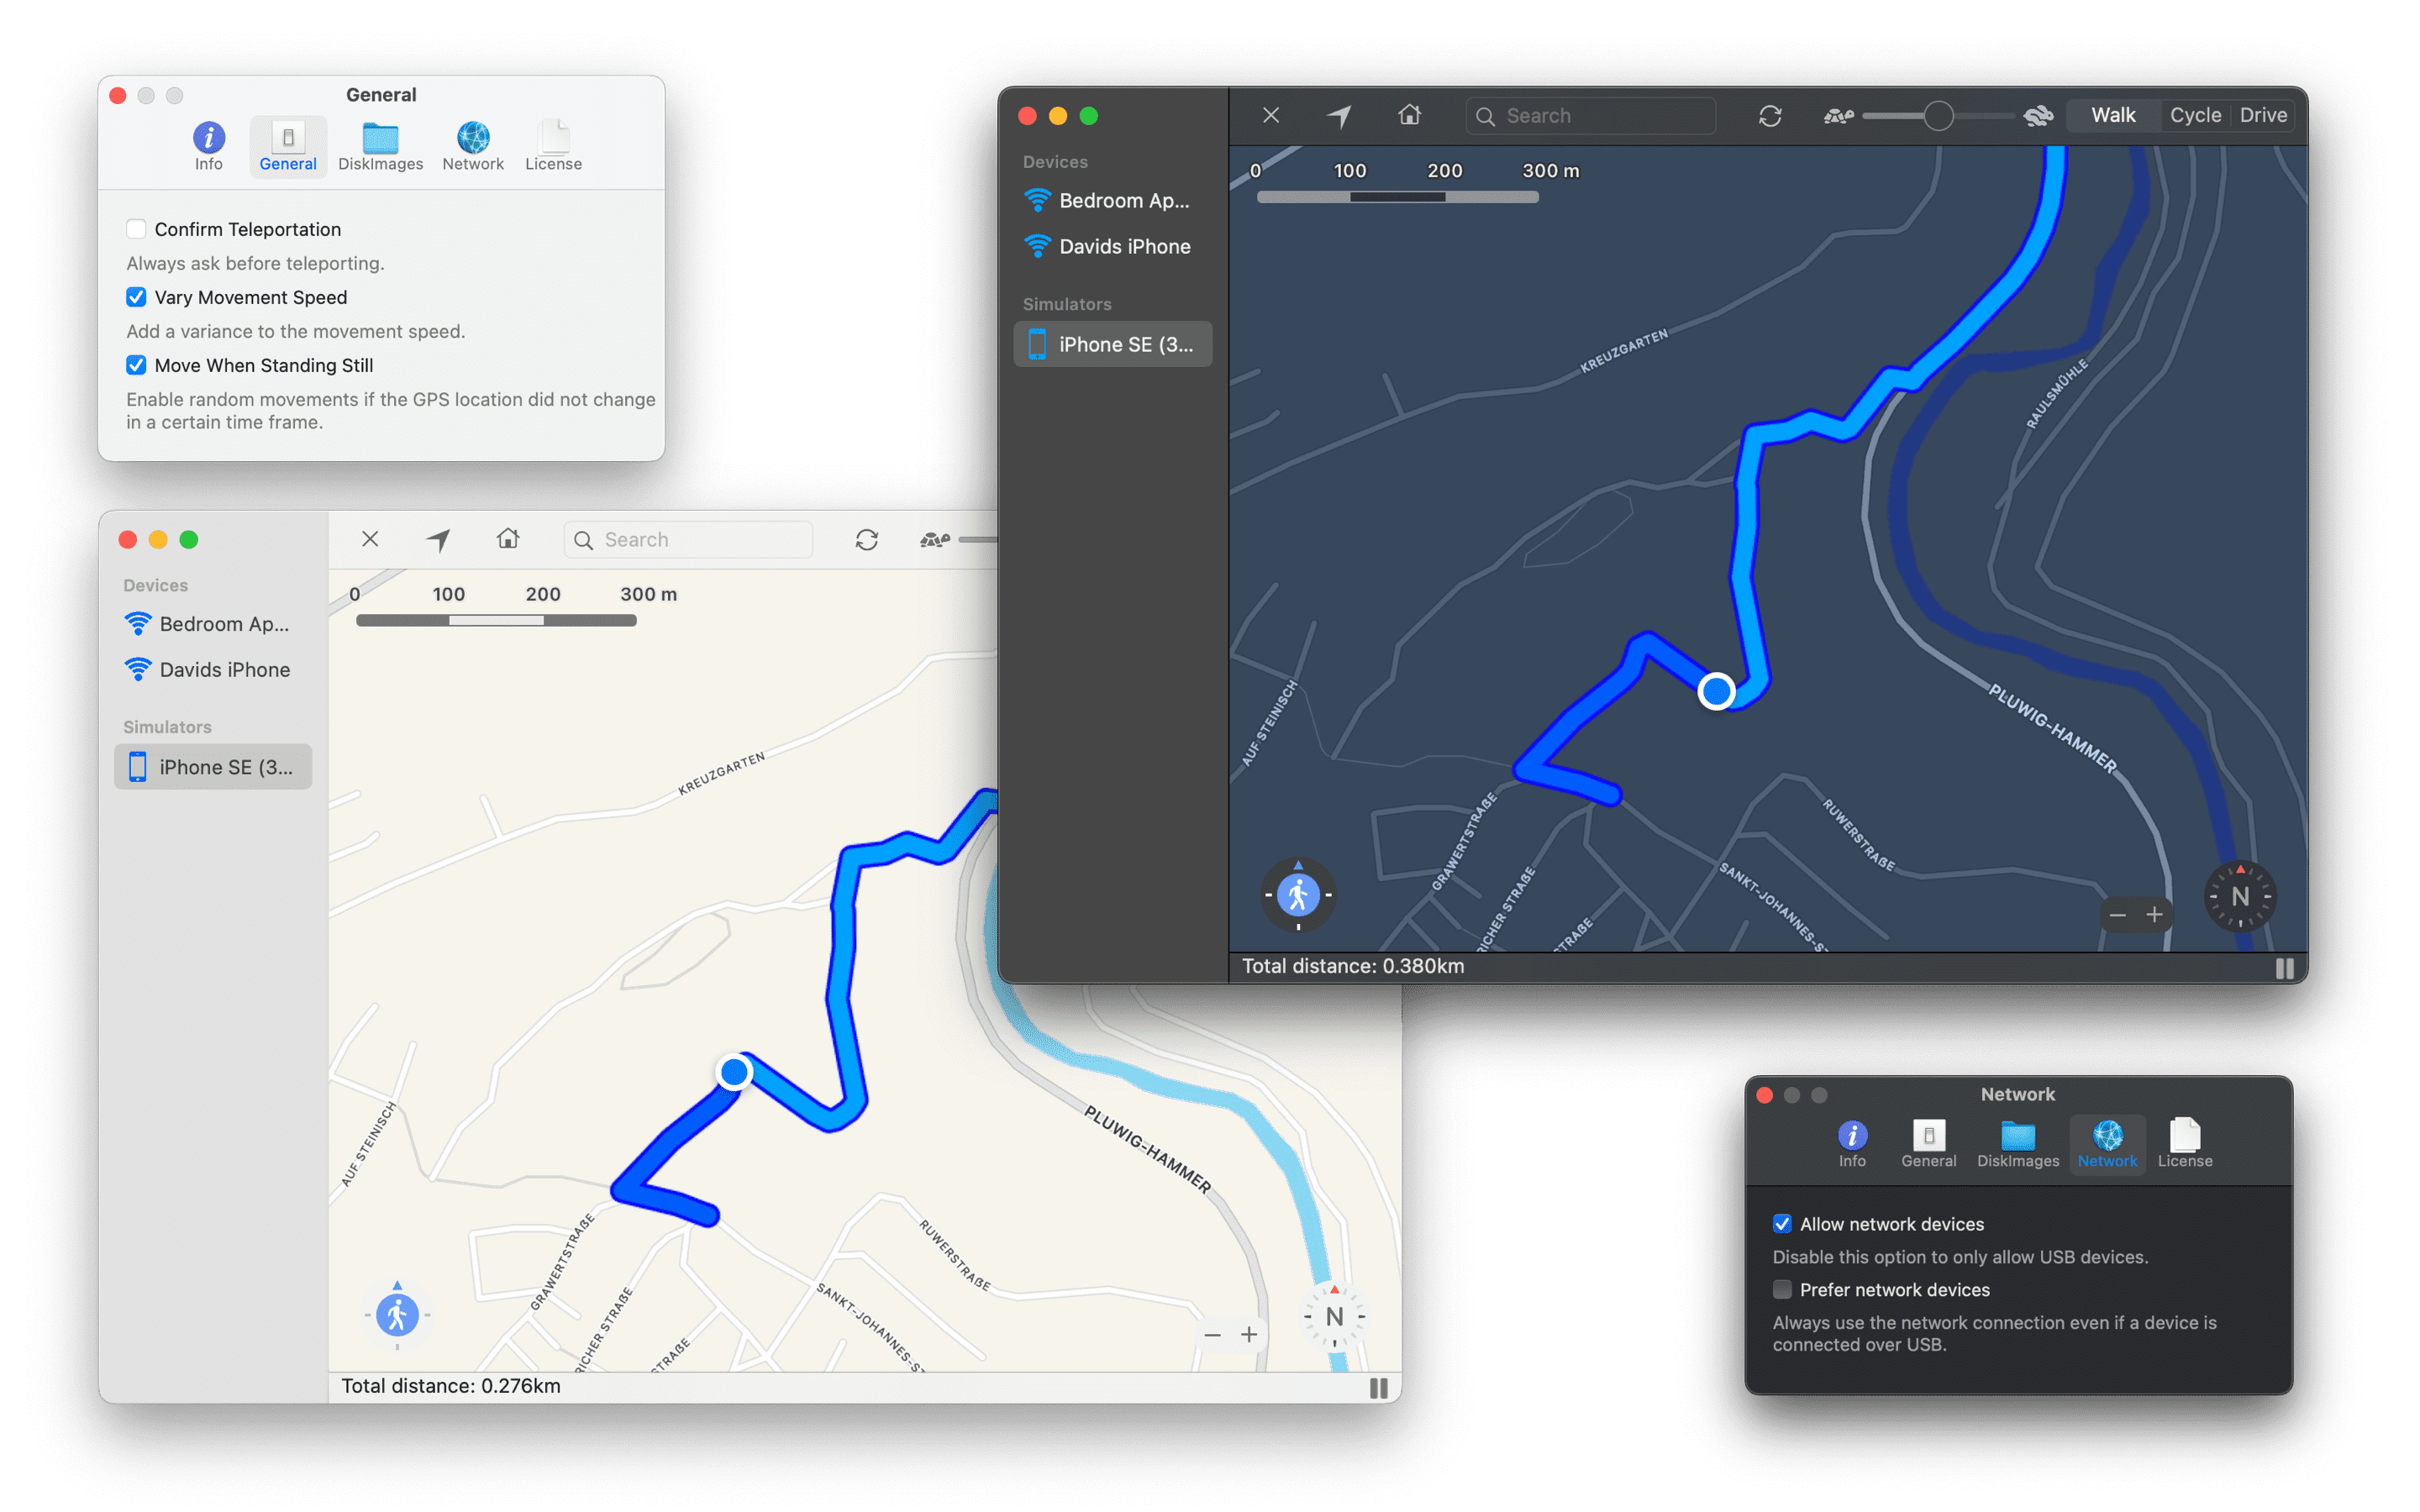 General
Info
General
DiskImages
Network
License
Confirm Teleportation
Always ask before teleporting.
Vary Movement Speed
Add a variance to the movement speed.
Move When Standing Still
Enable random movements if the GPS location did not change
in a certain time frame.
Search
Walk
Cycle
Drive
Devices
Bedroom Ap...
Davids iPhone
Simulators
iPhone SE (3...
0 100 200 300 m
KREUZGARTEN
RAULSMÜHLE
AUF STEINISCH
PLUWIG-HAMMER
GRAWERTSTRASSE
RUWERSTRASSE
RICHER STRASSE
STRASSE
SANKT-JOHANNES-ST
N
− +
Total distance: 0.380km
Search
Devices
Bedroom Ap...
Davids iPhone
Simulators
iPhone SE (3...
0 100 200 300 m
KREUZGARTEN
AUF STEINISCH
PLUWIG-HAMMER
GRAWERTSTRASSE
RUWERSTRASSE
RICHER STRASSE
STRASSE
SANKT-JOHANNES-ST
N
− +
Total distance: 0.276km
Network
Info
General
DiskImages
Network
License
Allow network devices
Disable this option to only allow USB devices.
Prefer network devices
Always use the network connection even if a device is
connected over USB.